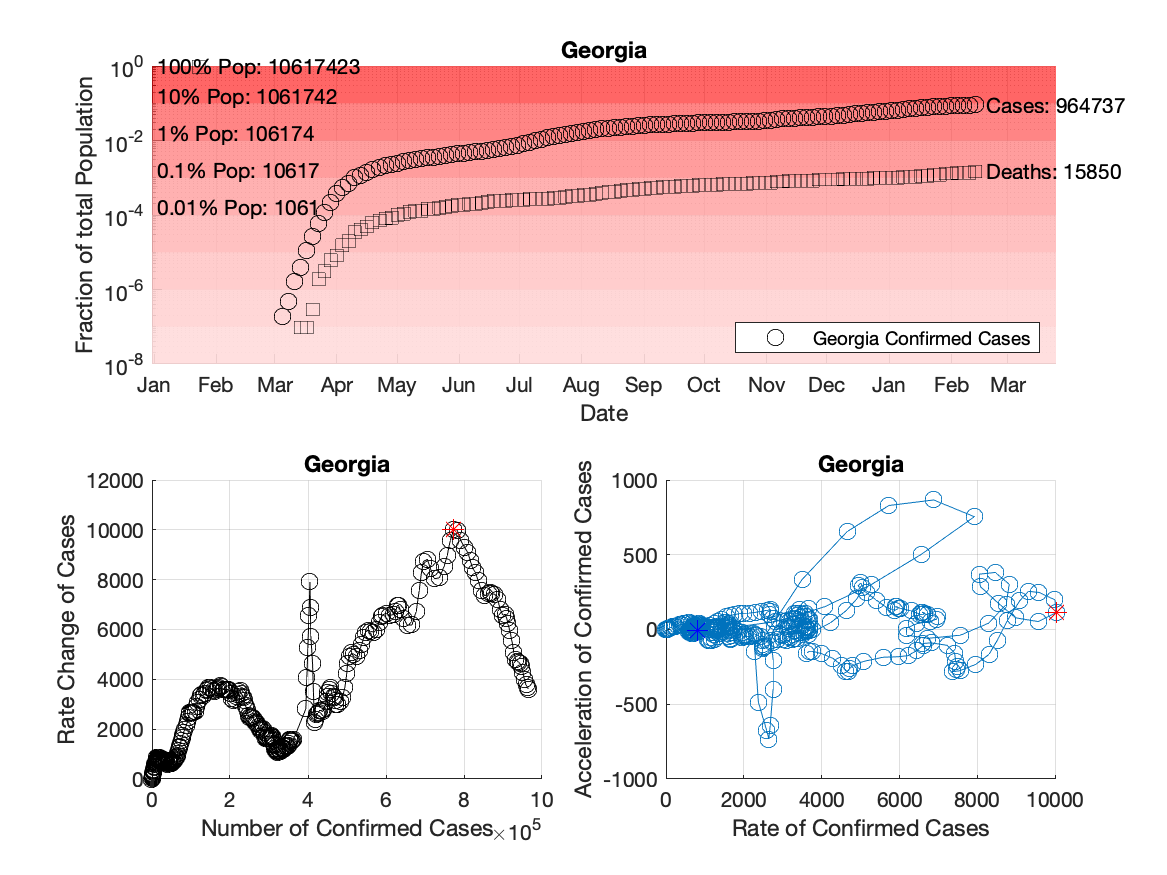 Georgia
10^0
10^-2
10^-4
10^-6
10^-8
Fraction of total Population
100% Pop: 10617423
10% Pop: 1061742
1% Pop: 106174
0.1% Pop: 10617
0.01% Pop: 1061
Cases: 964737
Deaths: 15850
Georgia Confirmed Cases
Jan Feb Mar Apr May Jun Jul Aug Sep Oct Nov Dec Jan Feb Mar
Date
Georgia
12000
10000
8000
6000
4000
2000
0
Rate Change of Cases
0 2 4 6 8 10
Number of Confirmed Cases ×10^5
Georgia
1000
500
0
-500
-1000
Acceleration of Confirmed Cases
0 2000 4000 6000 8000 10000
Rate of Confirmed Cases